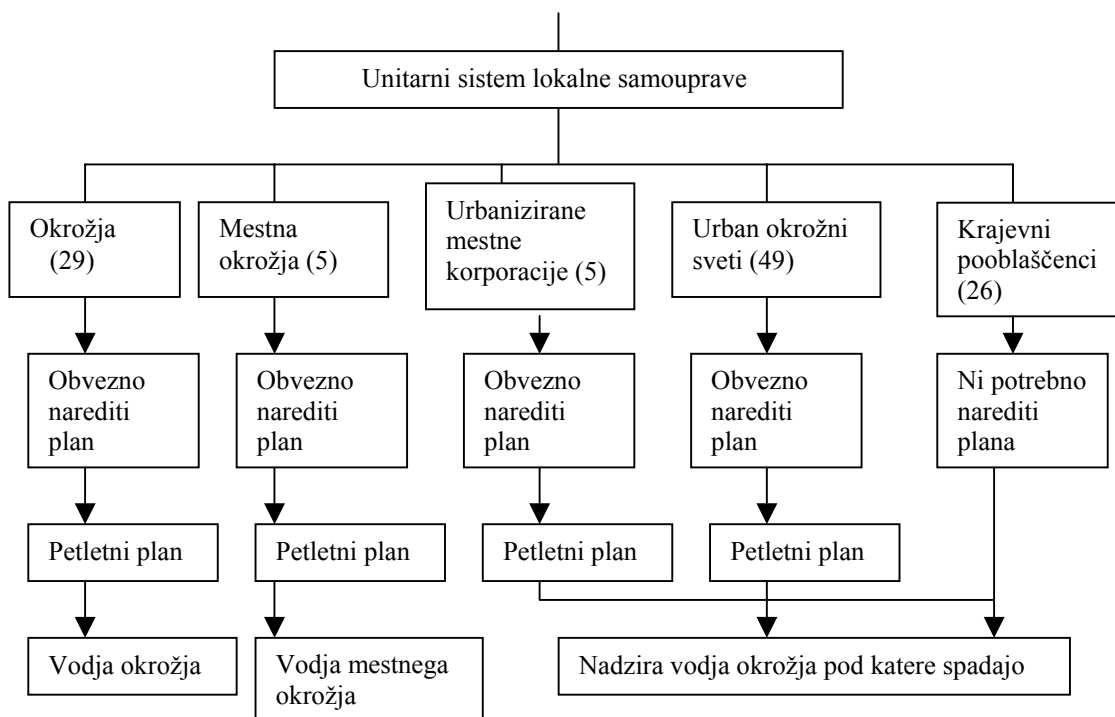 Unitarni sistem lokalne samouprave
Okrožja
(29)
Mestna
okrožja (5)
Urbanizirane
mestne
korporacije (5)
Urban okrožni
sveti (49)
Krajevni
pooblaščenci
(26)
Obvezno
narediti
plan
Obvezno
narediti
plan
Obvezno
narediti
plan
Obvezno
narediti
plan
Ni potrebno
narediti
plana
Petletni plan
Petletni plan
Petletni plan
Petletni plan
Vodja okrožja
Vodja mestnega
okrožja
Nadzira vodja okrožja pod katere spadajo